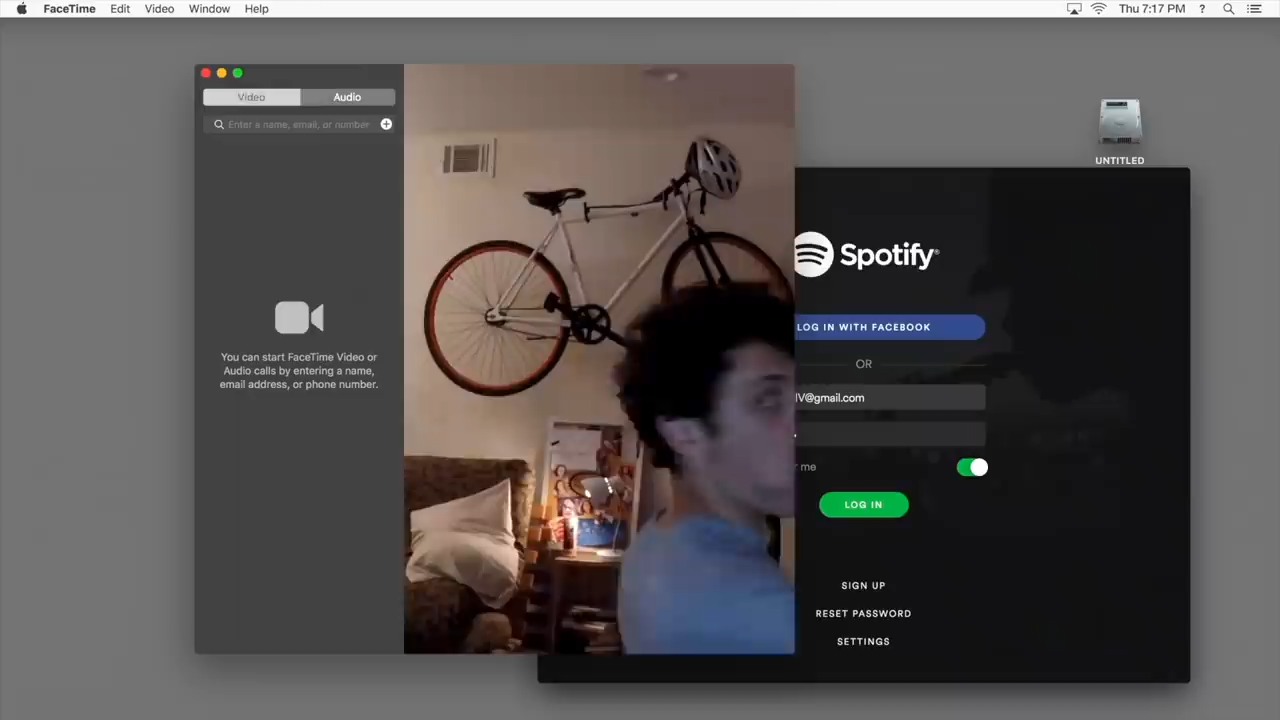 FaceTime Edit Video Window Help
Thu 7:17 PM ?
Video Audio
Enter a name, email, or number
You can start FaceTime Video or
Audio calls by entering a name,
email address, or phone number.
UNTITLED
Spotify®
LOG IN WITH FACEBOOK
OR
IV@gmail.com
me
LOG IN
SIGN UP
RESET PASSWORD
SETTINGS